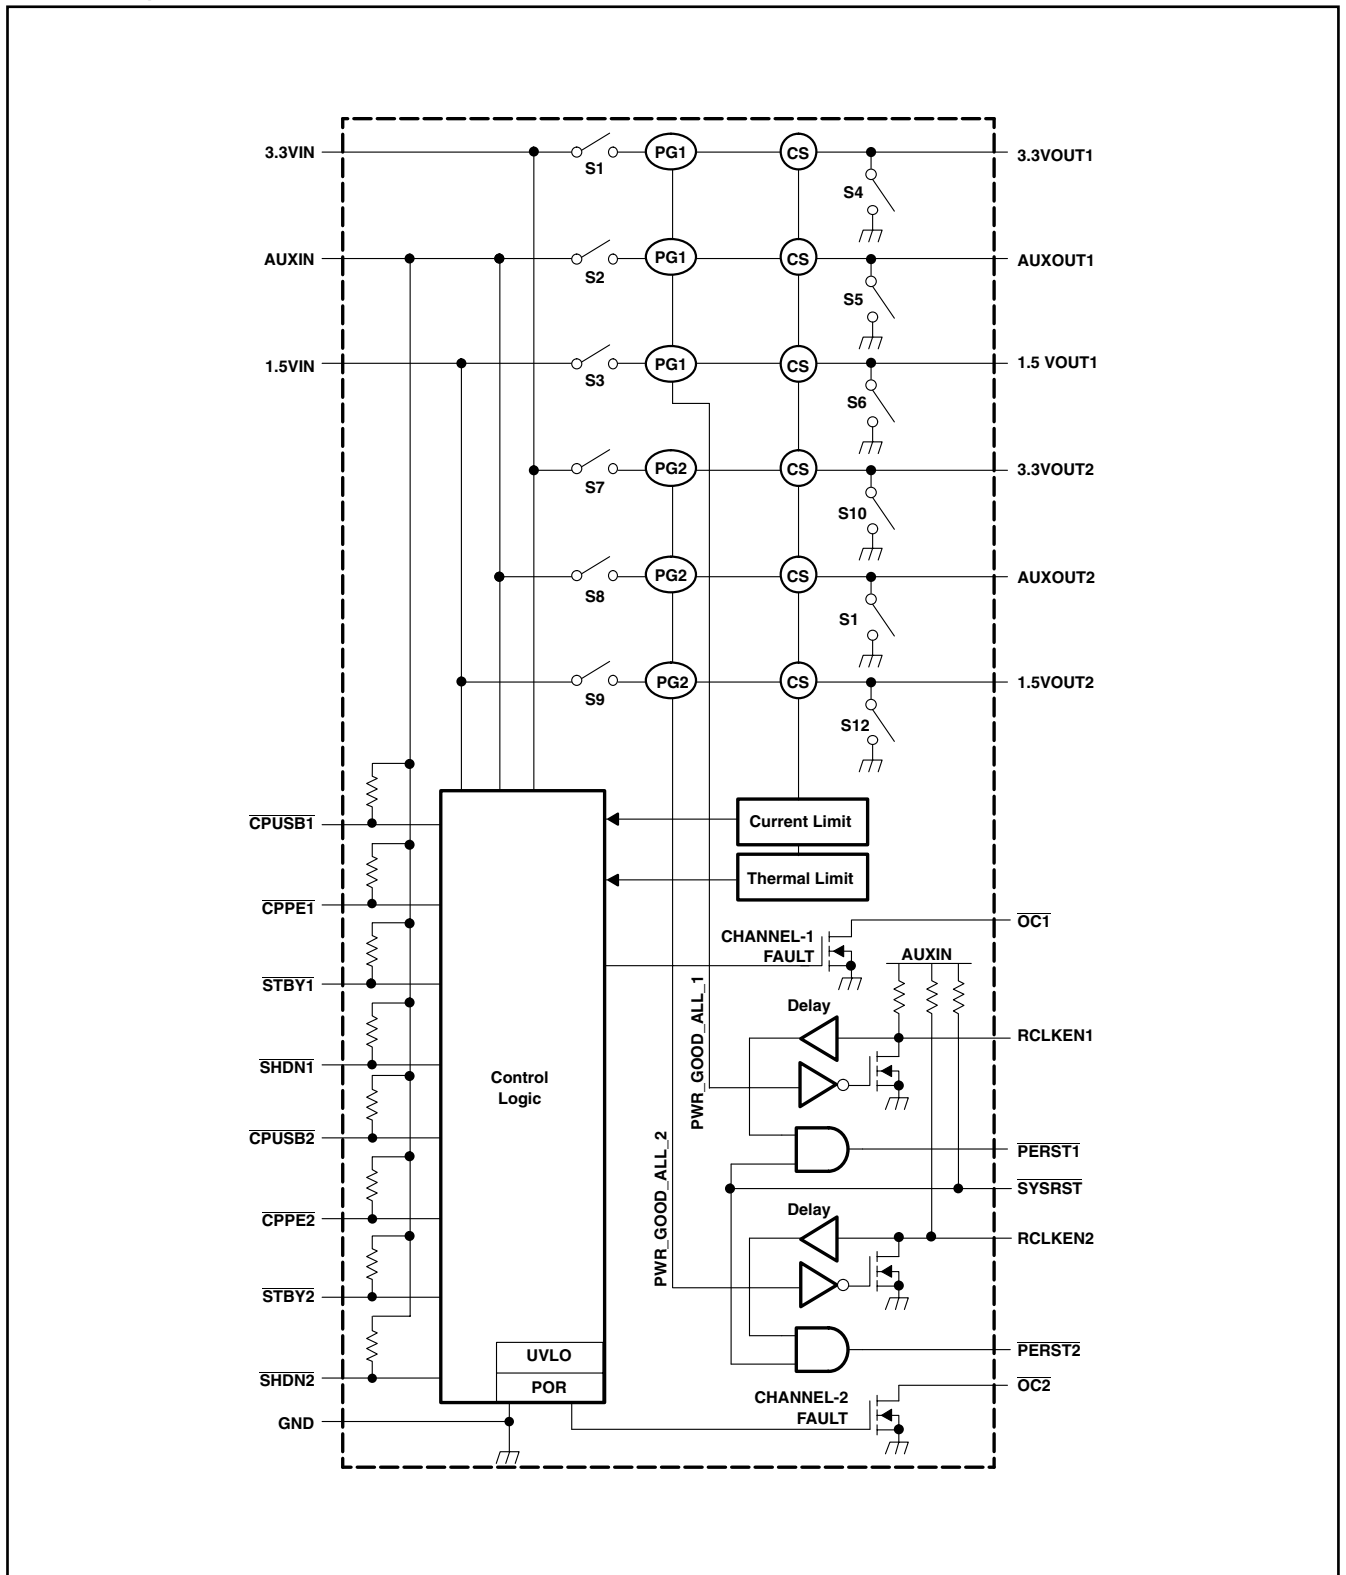 3.3VIN
S1
PG1
CS
3.3VOUT1
S4
AUXIN
S2
PG1
CS
AUXOUT1
S5
1.5VIN
S3
PG1
CS
1.5 VOUT1
S6
S7
PG2
CS
3.3VOUT2
S10
S8
PG2
CS
AUXOUT2
S1
S9
PG2
CS
1.5VOUT2
S12
CPUSB1
CPPE1
STBY1
SHDN1
CPUSB2
CPPE2
STBY2
SHDN2
GND
Control
Logic
UVLO
POR
Current Limit
Thermal Limit
CHANNEL-1
FAULT
OC1
AUXIN
PWR_GOOD_ALL_1
PWR_GOOD_ALL_2
Delay
RCLKEN1
PERST1
SYSRST
Delay
RCLKEN2
PERST2
CHANNEL-2
FAULT
OC2